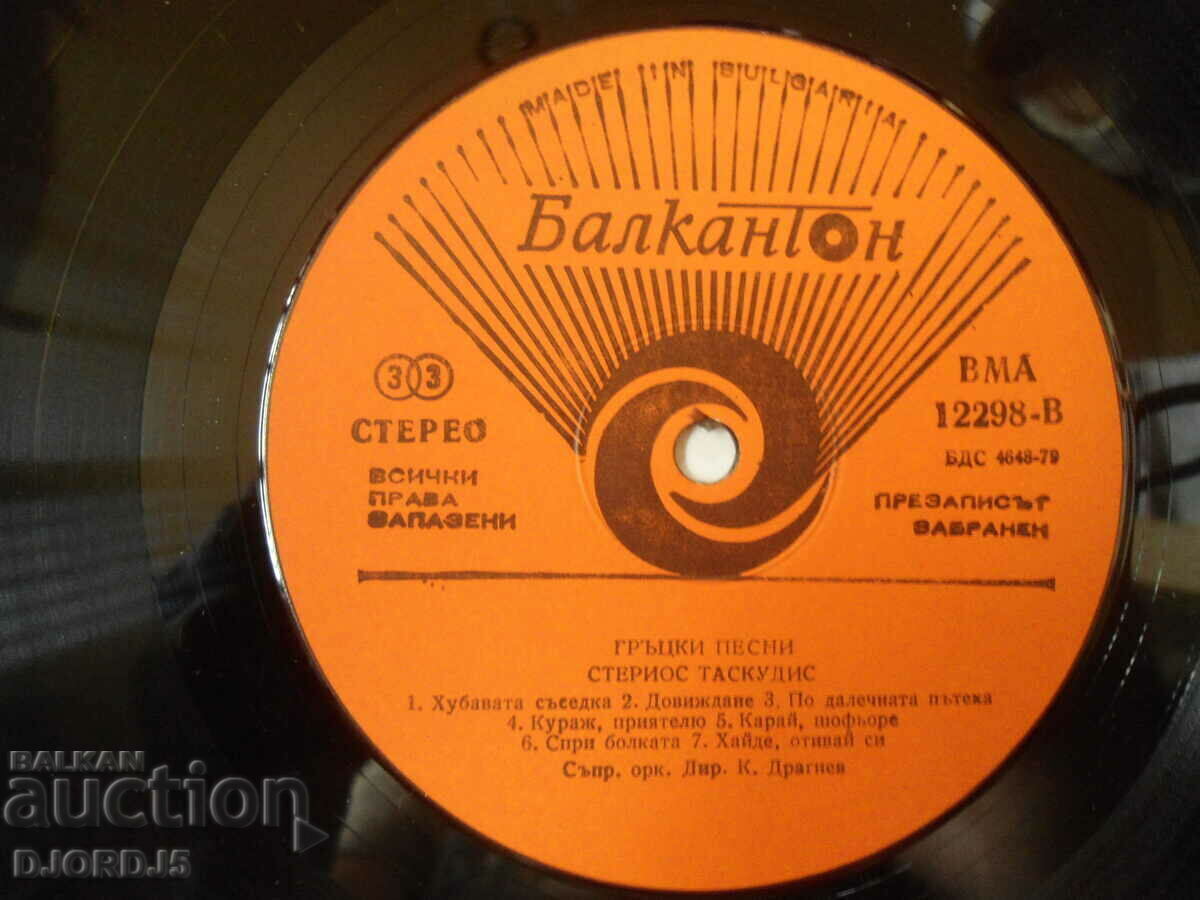 MADE IN BULGARIA
Балкантон
33
СТЕРЕО
ВСИЧКИ
ПРАВА
ЗАПАЗЕНИ
ВМА
12298-В
БДС 4648-79
ПРЕЗАПИСЪТ
ЗАБРАНЕН
ГРЪЦКИ ПЕСНИ
СТЕРИОС ТАСКУДИС
1. Хубавата съседка 2. Довиждане 3. По далечната пътека
4. Кураж, приятелю 5. Карай, шофьоре
6. Спри болката 7. Хайде, отивай си
Съпр. орк. Дир. К. Драгнев
BALKAN
auction
DJORDJ5